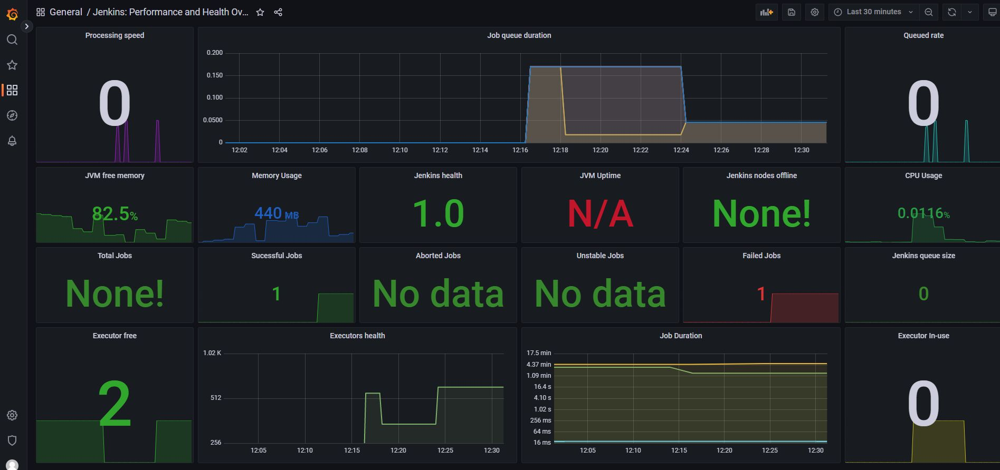 General / Jenkins: Performance and Health Ov...
Last 30 minutes
Processing speed
0
Job queue duration
0.200
0.150
0.100
0.0500
0
12:02 12:04 12:06 12:08 12:10 12:12 12:14 12:16 12:18 12:20 12:22 12:24 12:26 12:28 12:30
Queued rate
0
JVM free memory
82.5%
Memory Usage
440 MB
Jenkins health
1.0
JVM Uptime
N/A
Jenkins nodes offline
None!
CPU Usage
0.0116%
Total Jobs
None!
Sucessful Jobs
1
Aborted Jobs
No data
Unstable Jobs
No data
Failed Jobs
1
Jenkins queue size
0
Executor free
2
Executors health
1.02 K
512
256
12:05 12:10 12:15 12:20 12:25 12:30
Job Duration
17.5 min
4.37 min
1.09 min
16.4 s
4.10 s
1.02 s
256 ms
64 ms
16 ms
12:05 12:10 12:15 12:20 12:25 12:30
Executor In-use
0